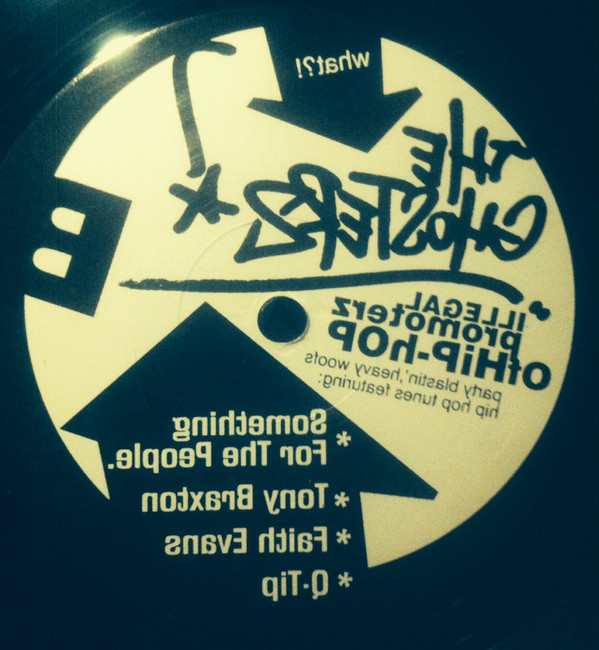 what?!
THE
GHOSTERZ
ILLEGAL
promoterz
OfHiP-hOP
party blastin',heavy woofs
hip hop tunes featuring:
B
* Something
For The People.
* Tony Braxton
* Faith Evans
* Q-Tip